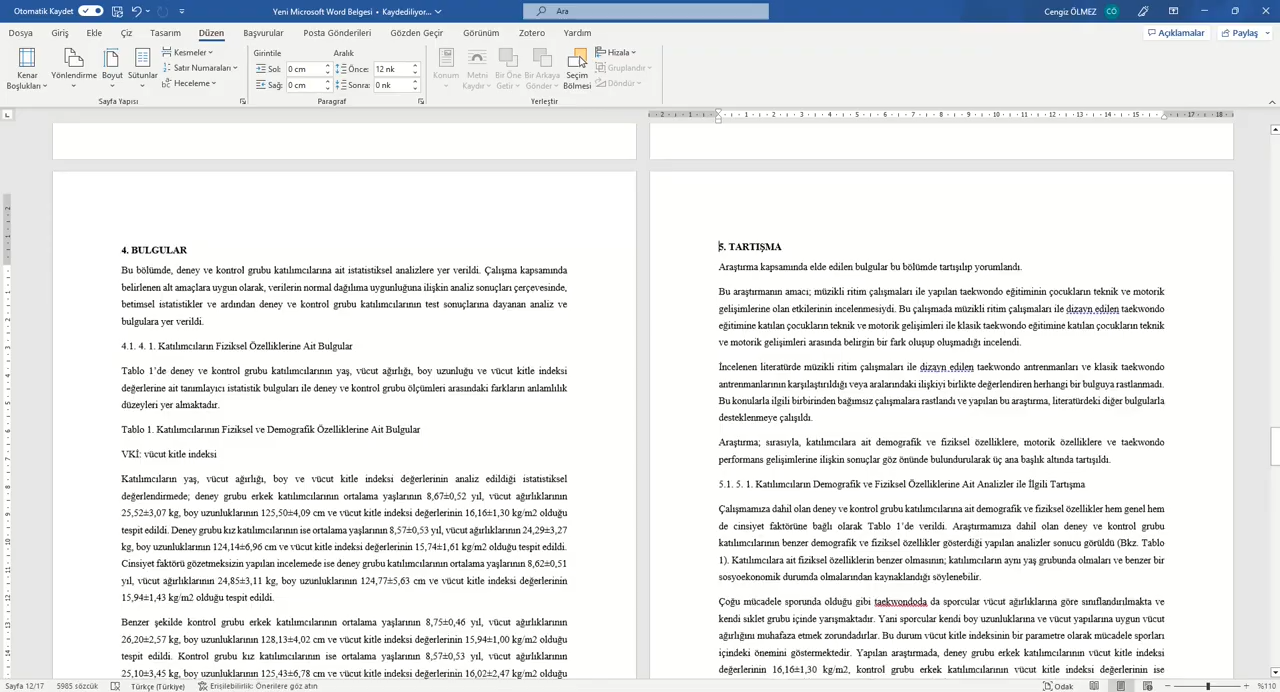 Otomatik Kaydet
Yeni Microsoft Word Belgesi • Kaydediliyor...
Ara
Cengiz ÖLMEZ CÖ
Dosya Giriş Ekle Çiz Tasarım Düzen Başvurular Posta Gönderileri Gözden Geçir Görünüm Zotero Yardım
Açıklamalar Paylaş
Kenar Boşlukları
Yönlendirme
Boyut
Sütunlar
Kesmeler
Satır Numaraları
Heceleme
Sayfa Yapısı
Girintile
Sol: 0 cm
Sağ: 0 cm
Aralık
Önce: 12 nk
Sonra: 0 nk
Paragraf
Konum
Metni Kaydır
Bir Öne Getir
Bir Arkaya Gönder
Seçim Bölmesi
Hizala
Gruplandır
Döndür
Yerleştir
4. BULGULAR
Bu bölümde, deney ve kontrol grubu katılımcılarına ait istatistiksel analizlere yer verildi. Çalışma kapsamında
belirlenen alt amaçlara uygun olarak, verilerin normal dağılıma uygunluğuna ilişkin analiz sonuçları çerçevesinde,
betimsel istatistikler ve ardından deney ve kontrol grubu katılımcılarının test sonuçlarına dayanan analiz ve
bulgulara yer verildi.
4.1. 4. 1. Katılımcıların Fiziksel Özelliklerine Ait Bulgular
Tablo 1’de deney ve kontrol grubu katılımcıların yaş, vücut ağırlığı, boy uzunluğu ve vücut kitle indeksi
değerlerine ait tanımlayıcı istatistik bulguları ile deney ve kontrol grubu ölçümleri arasındaki farkların anlamlılık
düzeyleri yer almaktadır.
Tablo 1. Katılımcılarının Fiziksel ve Demografik Özelliklerine Ait Bulgular
VKİ: vücut kitle indeksi
Katılımcıların yaş, vücut ağırlığı, boy ve vücut kitle indeksi değerlerinin analiz edildiği istatistiksel
değerlendirmede; deney grubu erkek katılımcılarının ortalama yaşlarının 8,67±0,52 yıl, vücut ağırlıklarının
25,52±3,07 kg, boy uzunluklarının 125,50±4,09 cm ve vücut kitle indeksi değerlerinin 16,16±1,30 kg/m2 olduğu
tespit edildi. Deney grubu kız katılımcılarının ise ortalama yaşlarının 8,57±0,53 yıl, vücut ağırlıklarının 24,29±3,27
kg, boy uzunluklarının 124,14±6,96 cm ve vücut kitle indeksi değerlerinin 15,74±1,61 kg/m2 olduğu tespit edildi.
Cinsiyet faktörü gözetmeksizin yapılan incelemede ise deney grubu katılımcılarının ortalama yaşlarının 8,62±0,51
yıl, vücut ağırlıklarının 24,85±3,11 kg, boy uzunluklarının 124,77±5,63 cm ve vücut kitle indeksi değerlerinin
15,94±1,43 kg/m2 olduğu tespit edildi.
Benzer şekilde kontrol grubu erkek katılımcılarının ortalama yaşlarının 8,75±0,46 yıl, vücut ağırlıklarının
26,20±2,57 kg, boy uzunluklarının 128,13±4,02 cm ve vücut kitle indeksi değerlerinin 15,94±1,00 kg/m2 olduğu
tespit edildi. Kontrol grubu kız katılımcılarının ise ortalama yaşlarının 8,57±0,53 yıl, vücut ağırlıklarının
25,10±3,45 kg, boy uzunluklarının 125,43±6,78 cm ve vücut kitle indeksi değerlerinin 16,02±2,47 kg/m2 olduğu
5. TARTIŞMA
Araştırma kapsamında elde edilen bulgular bu bölümde tartışılıp yorumlandı.
Bu araştırmanın amacı; müzikli ritim çalışmaları ile yapılan taekwondo eğitiminin çocukların teknik ve motorik
gelişimlerine olan etkilerinin incelenmesiydi. Bu çalışmada müzikli ritim çalışmaları ile dizayn edilen taekwondo
eğitimine katılan çocukların teknik ve motorik gelişimleri ile klasik taekwondo eğitimine katılan çocukların teknik
ve motorik gelişimleri arasında belirgin bir fark oluşup oluşmadığı incelendi.
İncelenen literatürde müzikli ritim çalışmaları ile dizayn edilen taekwondo antrenmanları ve klasik taekwondo
antrenmanlarının karşılaştırıldığı veya aralarındaki ilişkiyi birlikte değerlendiren herhangi bir bulguya rastlanmadı.
Bu konularla ilgili birbirinden bağımsız çalışmalara rastlandı ve yapılan bu araştırma, literatürdeki diğer bulgularla
desteklenmeye çalışıldı.
Araştırma; sırasıyla, katılımcılara ait demografik ve fiziksel özelliklere, motorik özelliklere ve taekwondo
performans gelişimlerine ilişkin sonuçlar göz önünde bulundurularak üç ana başlık altında tartışıldı.
5.1. 5. 1. Katılımcıların Demografik ve Fiziksel Özelliklerine Ait Analizler ile İlgili Tartışma
Çalışmamıza dahil olan deney ve kontrol grubu katılımcılarına ait demografik ve fiziksel özellikler hem genel hem
de cinsiyet faktörüne bağlı olarak Tablo 1’de verildi. Araştırmamıza dahil olan deney ve kontrol grubu
katılımcılarının benzer demografik ve fiziksel özellikler gösterdiği yapılan analizler sonucu görüldü (Bkz. Tablo
1). Katılımcılara ait fiziksel özelliklerin benzer olmasının; katılımcıların aynı yaş grubunda olmaları ve benzer bir
sosyoekonomik durumda olmalarından kaynaklandığı söylenebilir.
Çoğu mücadele sporunda olduğu gibi taekwondoda da sporcular vücut ağırlıklarına göre sınıflandırılmakta ve
kendi sıklet grubu içinde yarışmaktadır. Yani sporcular kendi boy uzunluklarına ve vücut yapılarına uygun vücut
ağırlığını muhafaza etmek zorundadırlar. Bu durum vücut kitle indeksinin bir parametre olarak mücadele sporları
içindeki önemini göstermektedir. Yapılan araştırmada, deney grubu erkek katılımcılarının vücut kitle indeksi
değerlerinin 16,16±1,30 kg/m2, kontrol grubu erkek katılımcılarının vücut kitle indeksi değerlerinin ise
Sayfa 12/17 5985 sözcük Türkçe (Türkiye) Erişilebilirlik: Önerilere göz atın
Odak %110